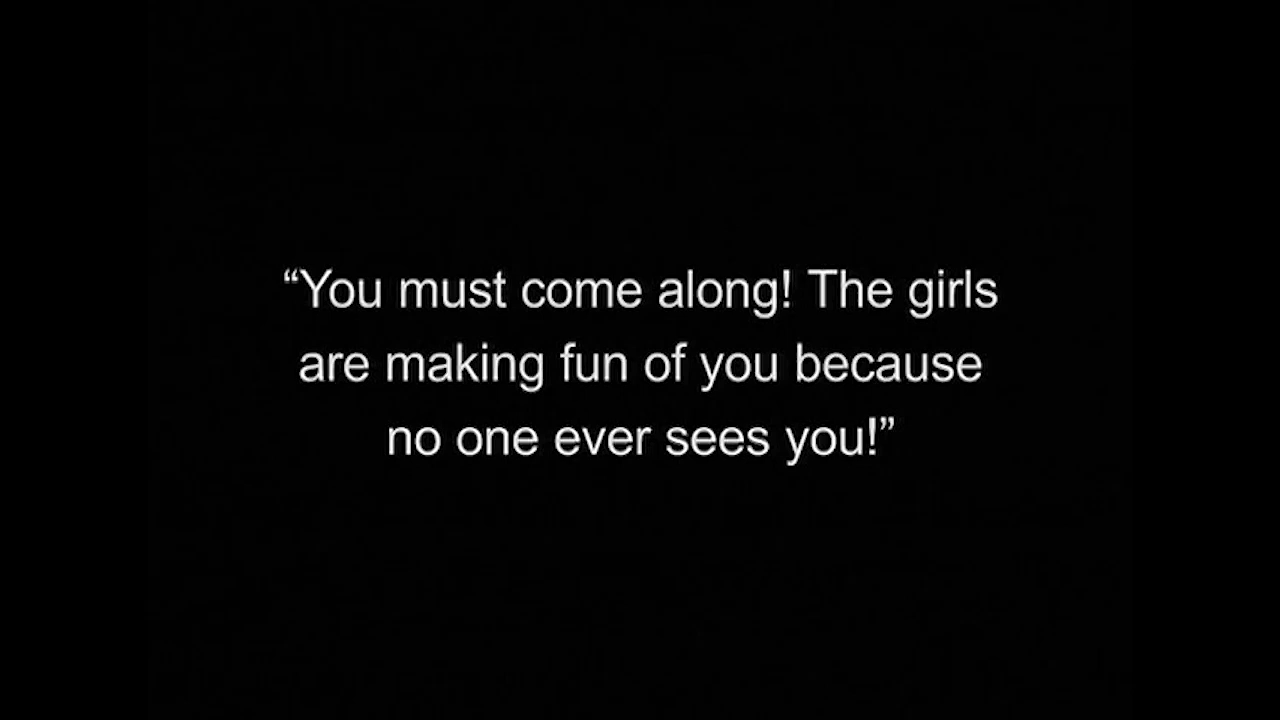 “You must come along! The girls
are making fun of you because
no one ever sees you!”